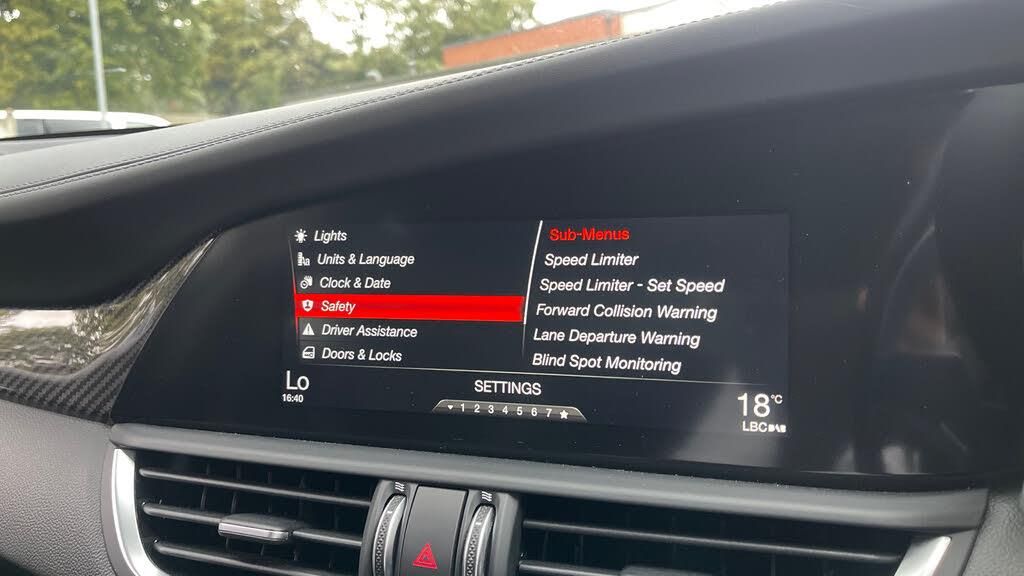 Lights
Units & Language
Clock & Date
Safety
Driver Assistance
Doors & Locks
Sub-Menus
Speed Limiter
Speed Limiter - Set Speed
Forward Collision Warning
Lane Departure Warning
Blind Spot Monitoring
Lo
16:40
SETTINGS
1 2 3 4 5 6 7
18°C
LBC DAB